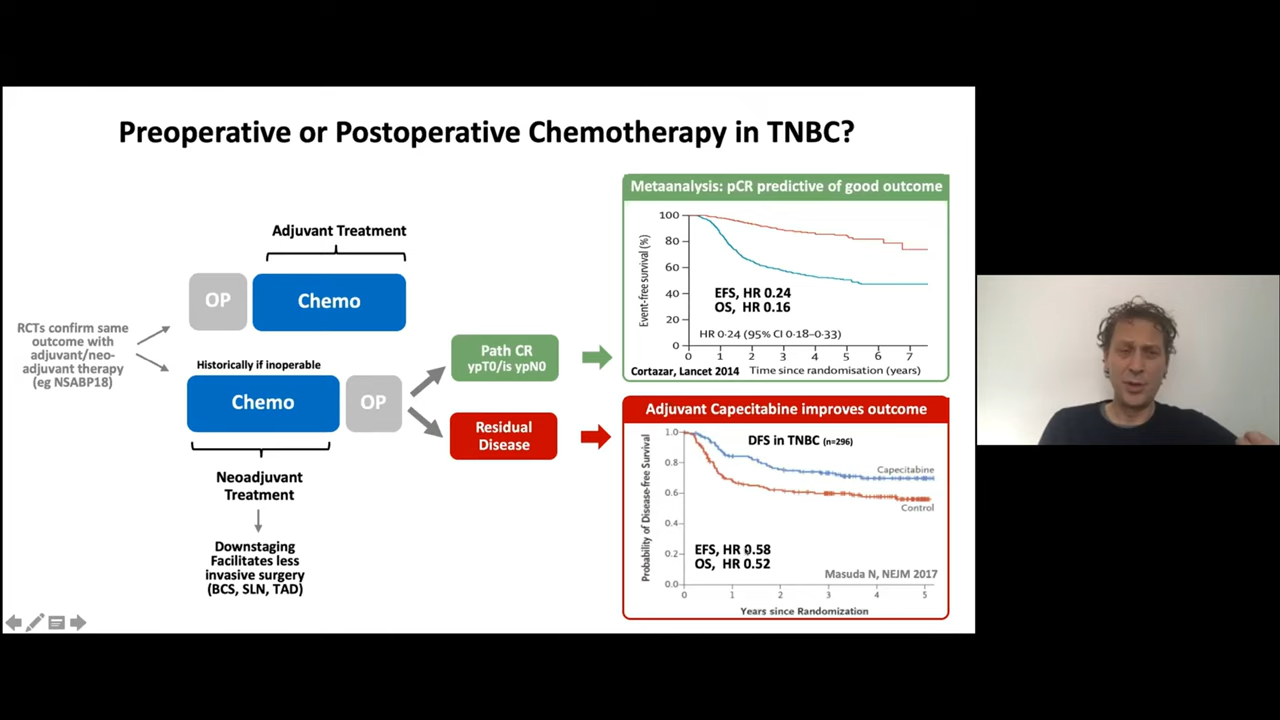 Preoperative or Postoperative Chemotherapy in TNBC?
Adjuvant Treatment
OP
Chemo
RCTs confirm same
outcome with
adjuvant/neo-
adjuvant therapy
(eg NSABP18)
Historically if inoperable
Chemo
OP
Neoadjuvant
Treatment
Downstaging
Facilitates less
invasive surgery
(BCS, SLN, TAD)
Path CR
ypT0/is ypN0
Residual
Disease
Metaanalysis: pCR predictive of good outcome
Event-free survival (%)
100
80
60
40
20
0
EFS, HR 0.24
OS, HR 0.16
HR 0·24 (95% CI 0·18–0·33)
0 1 2 3 4 5 6 7
Cortazar, Lancet 2014 Time since randomisation (years)
Adjuvant Capecitabine improves outcome
Probability of Disease-free Survival
1.0
0.8
0.6
0.4
0.2
0.0
DFS in TNBC (n=296)
Capecitabine
Control
EFS, HR 0.58
OS, HR 0.52
Masuda N, NEJM 2017
0 1 2 3 4 5
Years since Randomization